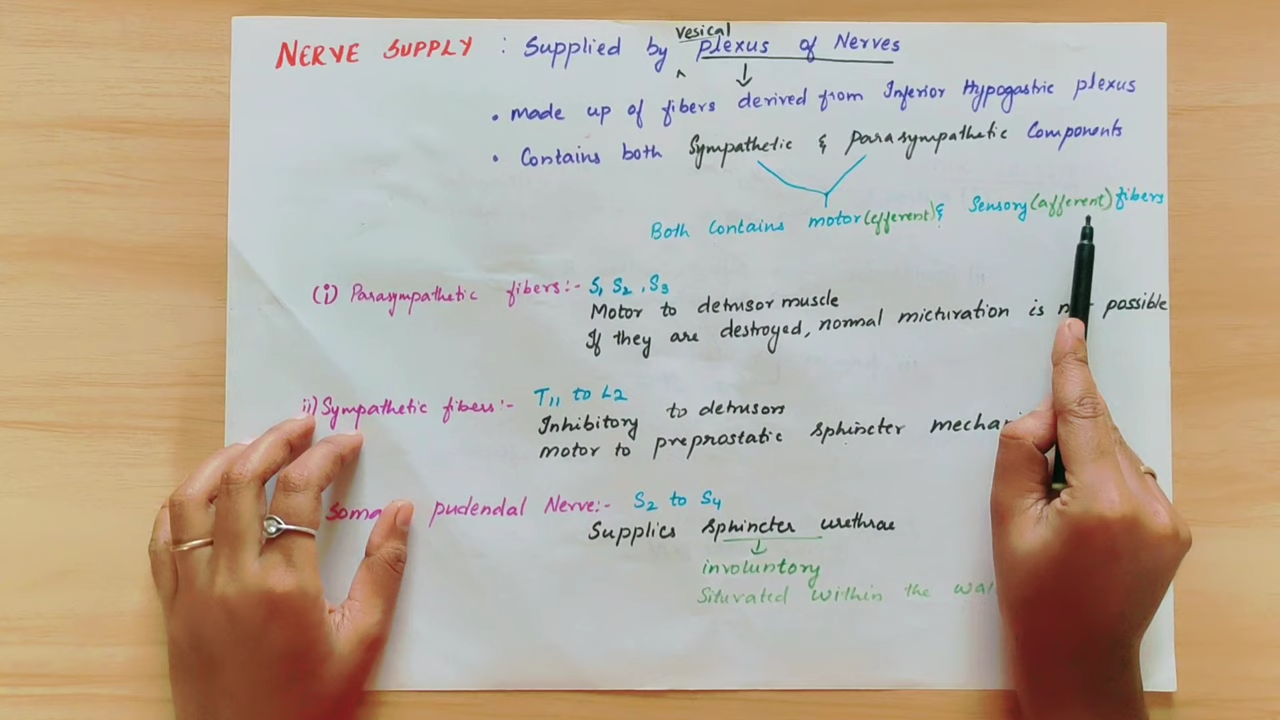 NERVE SUPPLY : Supplied by vesical plexus of Nerves
• made up of fibers derived from Inferior Hypogastric plexus
• Contains both Sympathetic & parasympathetic Components
Both Contains motor(efferent)& Sensory(afferent)fibers
(i) Parasympathetic fibers:- S1 S2 , S3
Motor to detrusor muscle
If they are destroyed, normal micturation is possible
ii) Sympathetic fibers:- T11 to L2
Inhibitory to detrusors
motor to preprostatic sphincter
pudendal Nerve:- S2 to S4
Supplies sphincter urethrae
involuntory
Situvated within the